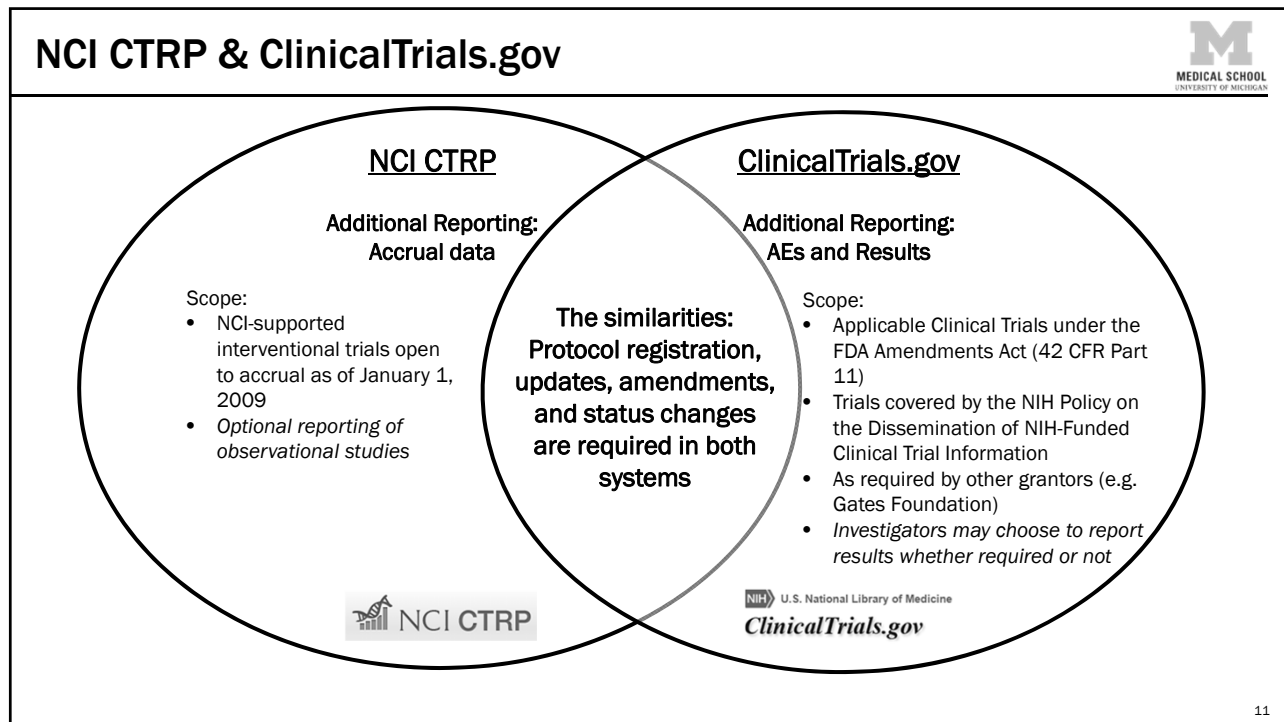 NCI CTRP & ClinicalTrials.gov
M
MEDICAL SCHOOL
UNIVERSITY OF MICHIGAN
NCI CTRP
Additional Reporting:
Accrual data
Scope:
• NCI-supported
interventional trials open
to accrual as of January 1,
2009
• Optional reporting of
observational studies
NCI CTRP
The similarities:
Protocol registration,
updates, amendments,
and status changes
are required in both
systems
ClinicalTrials.gov
Additional Reporting:
AEs and Results
Scope:
• Applicable Clinical Trials under the
FDA Amendments Act (42 CFR Part
11)
• Trials covered by the NIH Policy on
the Dissemination of NIH-Funded
Clinical Trial Information
• As required by other grantors (e.g.
Gates Foundation)
• Investigators may choose to report
results whether required or not
NIH U.S. National Library of Medicine
ClinicalTrials.gov
11